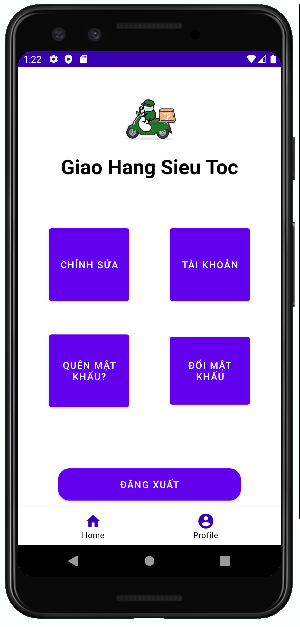 1:22
Giao Hang Sieu Toc
CHỈNH SỬA
TÀI KHOẢN
QUÊN MẬT
KHẨU?
ĐỔI MẬT
KHẨU
ĐĂNG XUẤT
Home
Profile